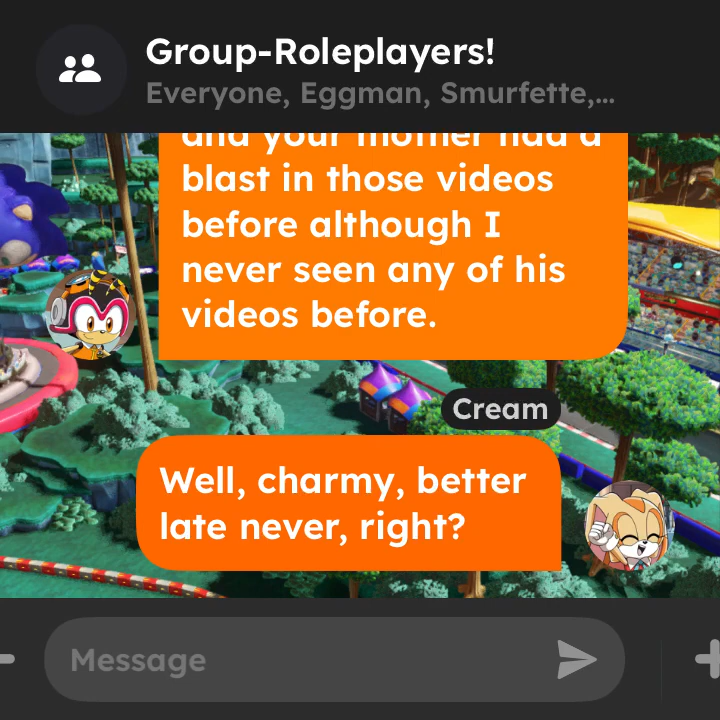 Group-Roleplayers!
Everyone, Eggman, Smurfette,...
and your mother had a
blast in those videos
before although I
never seen any of his
videos before.
Cream
Well, charmy, better
late never, right?
Message